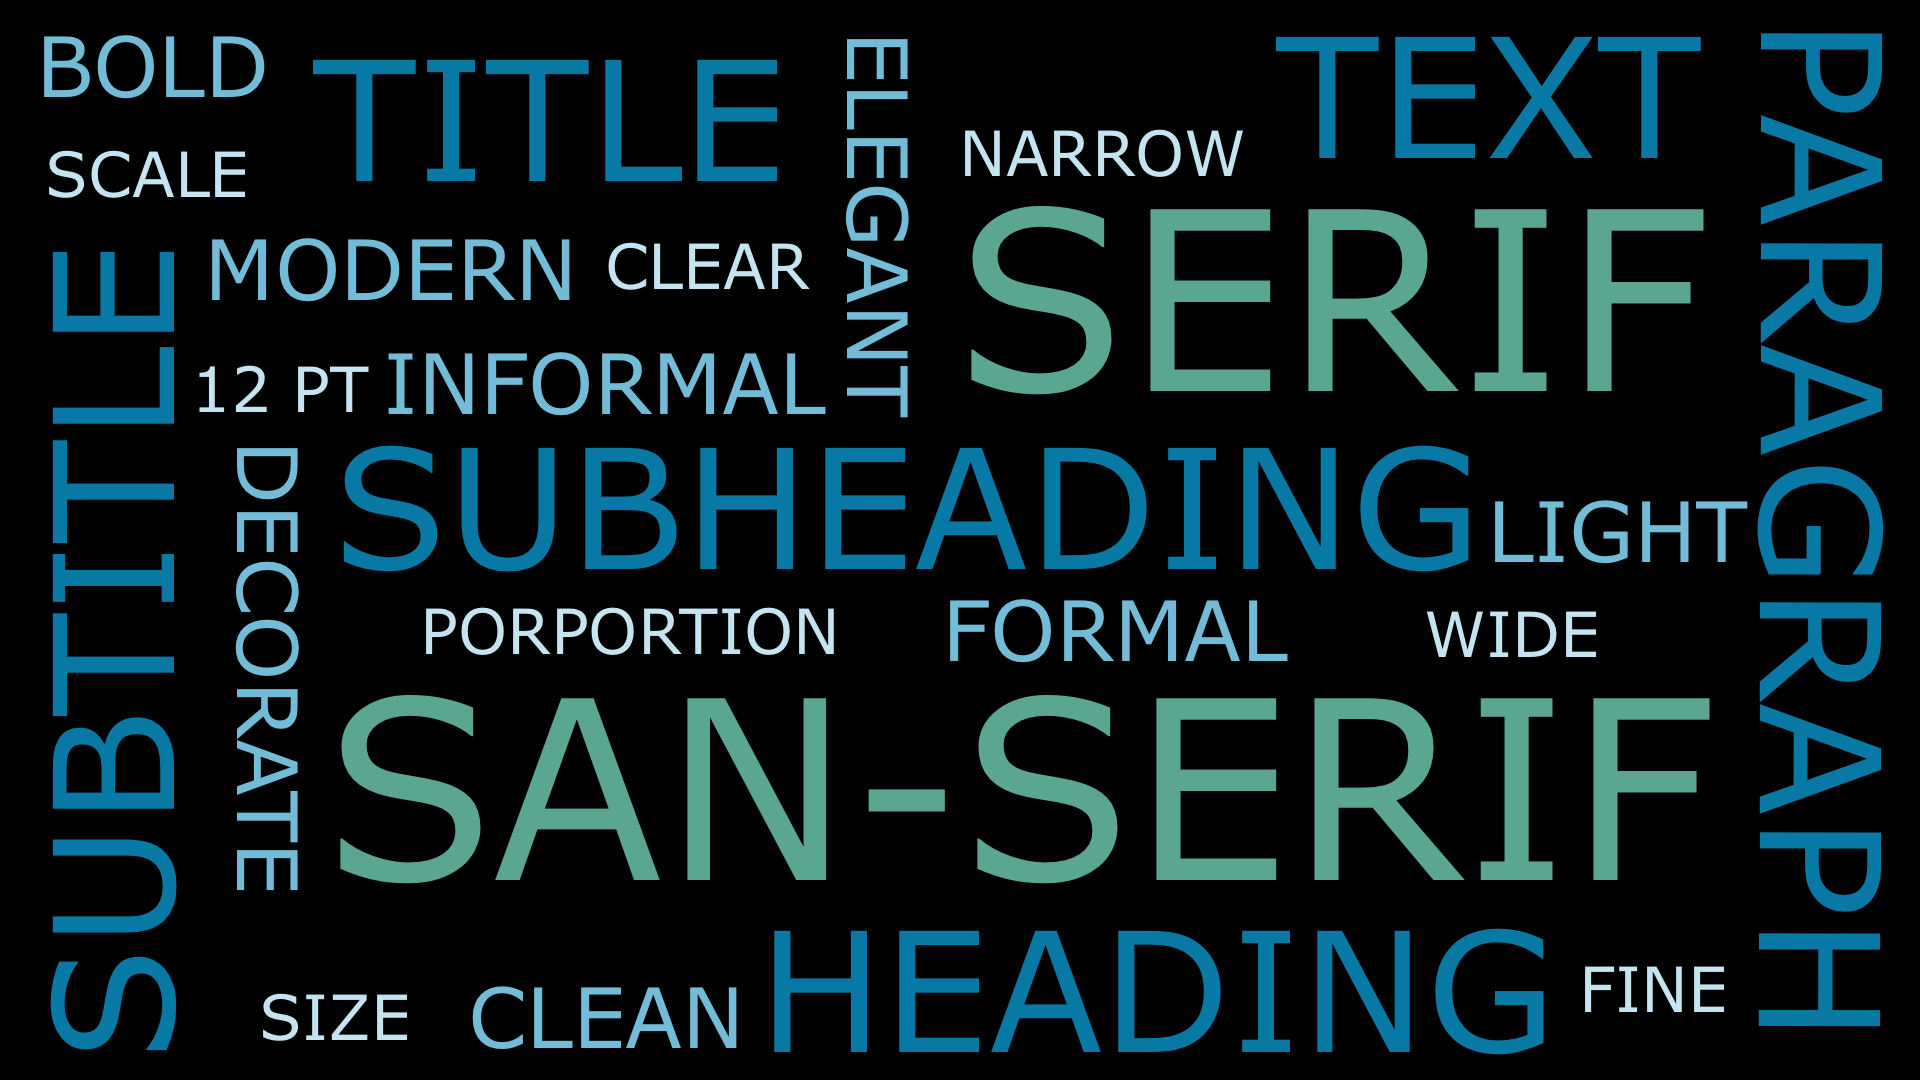 BOLD
TITLE
ELEGANT
TEXT
PARAGRAPH
SCALE
NARROW
SUBTITLE
MODERN
CLEAR
SERIF
12 PT
INFORMAL
DECORATE
SUBHEADING
LIGHT
PORPORTION
FORMAL
WIDE
SAN-SERIF
SIZE
CLEAN
HEADING
FINE